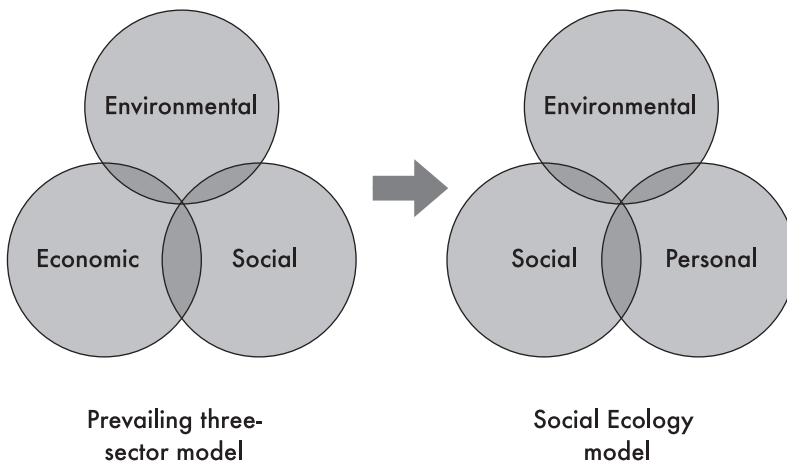 Environmental
Economic
Social
Prevailing three-
sector model
Environmental
Social
Personal
Social Ecology
model